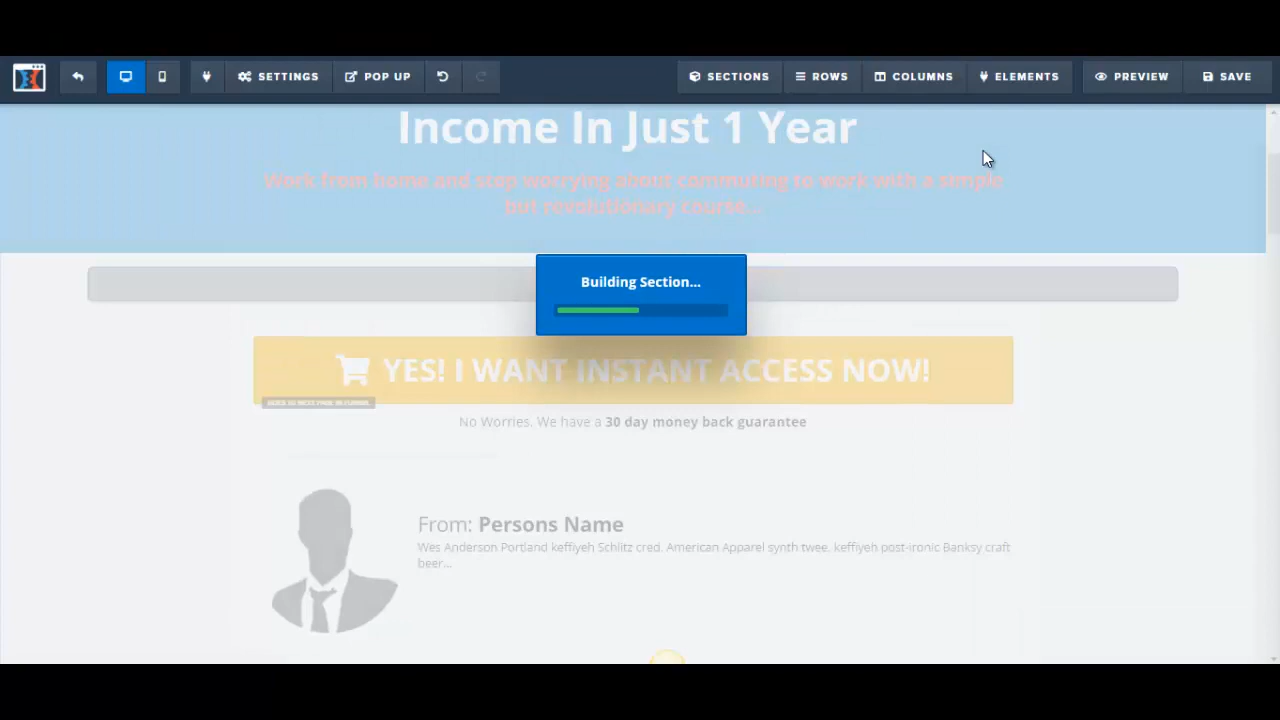 SETTINGS POP UP SECTIONS ROWS COLUMNS ELEMENTS PREVIEW SAVE
Income In Just 1 Year
Work from home and stop worrying about commuting to work with a simple
but revolutionary course...
Building Section...
YES! I WANT INSTANT ACCESS NOW!
No Worries. We have a 30 day money back guarantee
From: Persons Name
Wes Anderson Portland keffiyeh Schlitz cred. American Apparel synth twee. keffiyeh post-ironic Banksy craft
beer...